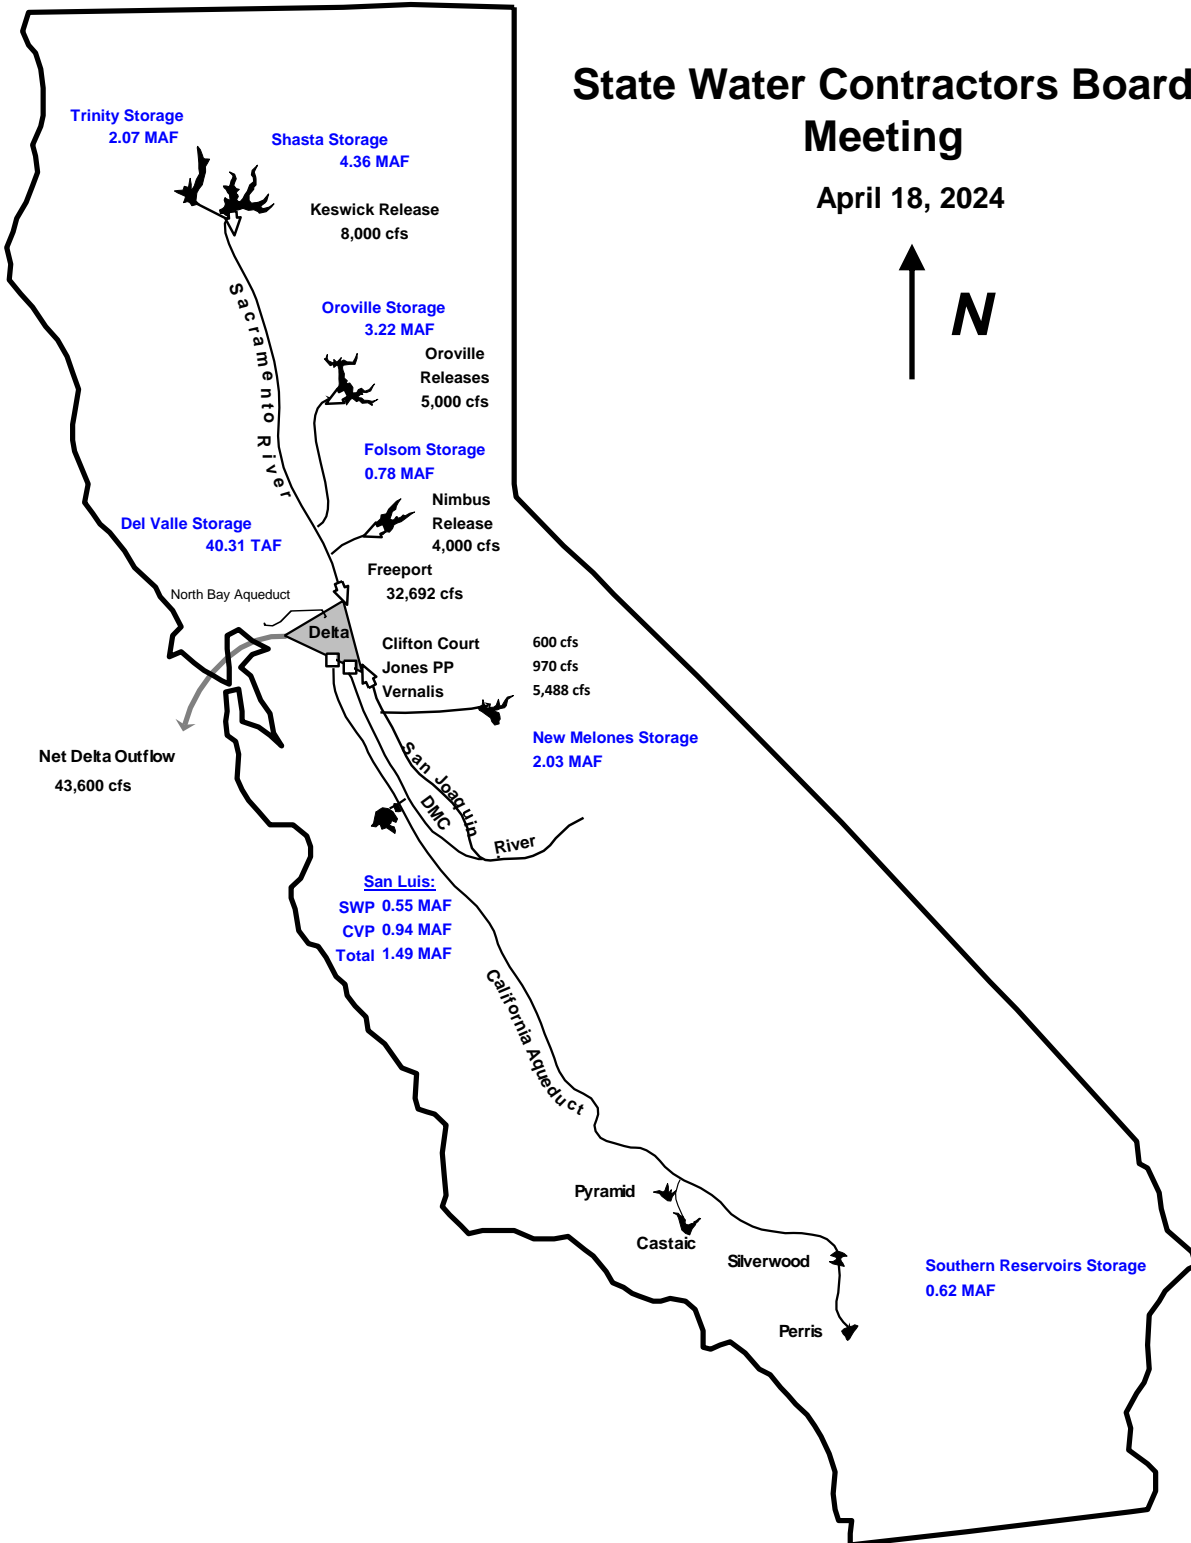 State Water Contractors Board
Meeting
April 18, 2024
N
Trinity Storage
2.07 MAF
Shasta Storage
4.36 MAF
Keswick Release
8,000 cfs
Sacramento River
Oroville Storage
3.22 MAF
Oroville
Releases
5,000 cfs
Folsom Storage
0.78 MAF
Nimbus
Release
4,000 cfs
Del Valle Storage
40.31 TAF
Freeport
32,692 cfs
North Bay Aqueduct
Delta
Clifton Court 600 cfs
Jones PP 970 cfs
Vernalis 5,488 cfs
New Melones Storage
2.03 MAF
Net Delta Outflow
43,600 cfs
San Joaquin River
DMC
San Luis:
SWP 0.55 MAF
CVP 0.94 MAF
Total 1.49 MAF
California Aqueduct
Pyramid
Castaic
Silverwood
Southern Reservoirs Storage
0.62 MAF
Perris